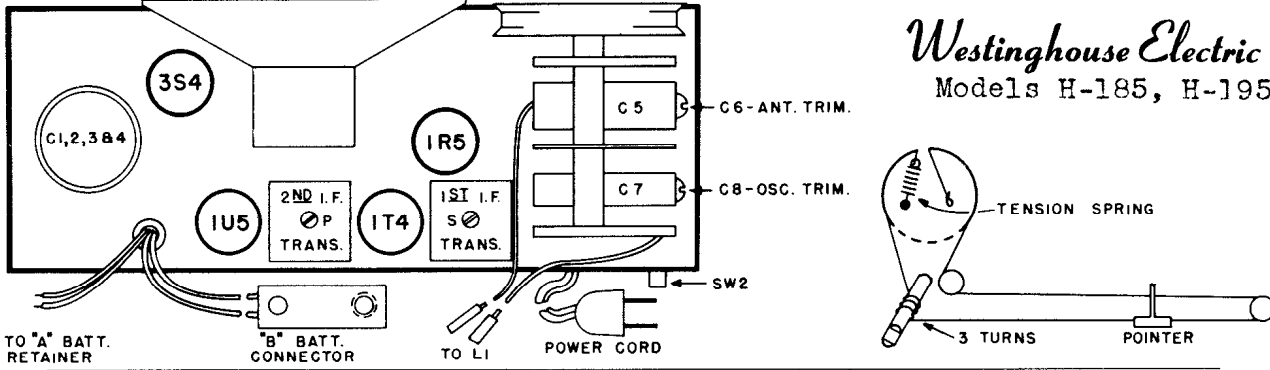 Westinghouse Electric
Models H-185, H-195
3S4
C1,2,3&4
1R5
C5
C6-ANT. TRIM.
1U5
2ND I.F.
P
TRANS.
1T4
1ST I.F.
S
TRANS.
C7
C8-OSC. TRIM.
TENSION SPRING
SW2
TO "A" BATT.
RETAINER
"B" BATT.
CONNECTOR
TO L1
POWER CORD
3 TURNS
POINTER